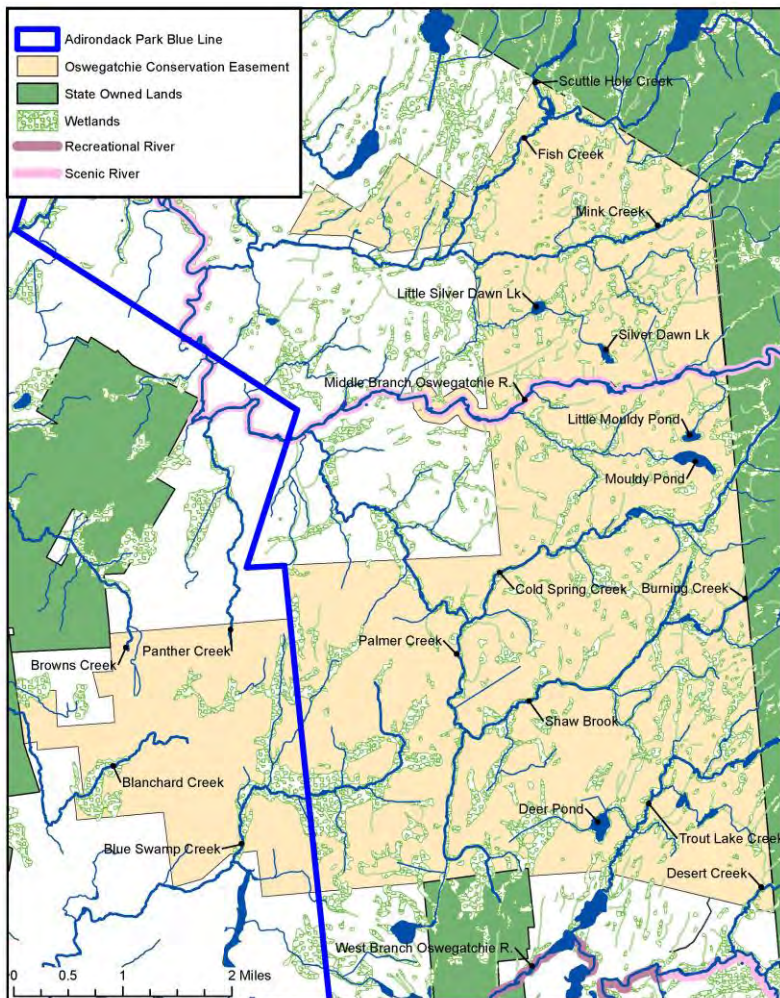 Adirondack Park Blue Line
Oswegatchie Conservation Easement
State Owned Lands
Wetlands
Recreational River
Scenic River
Scuttle Hole Creek
Fish Creek
Mink Creek
Little Silver Dawn Lk
Silver Dawn Lk
Middle Branch Oswegatchie R.
Little Mouldy Pond
Mouldy Pond
Cold Spring Creek
Burning Creek
Browns Creek
Panther Creek
Palmer Creek
Shaw Brook
Blanchard Creek
Deer Pond
Trout Lake Creek
Blue Swamp Creek
Desert Creek
West Branch Oswegatchie R.
0 0.5 1 2 Miles